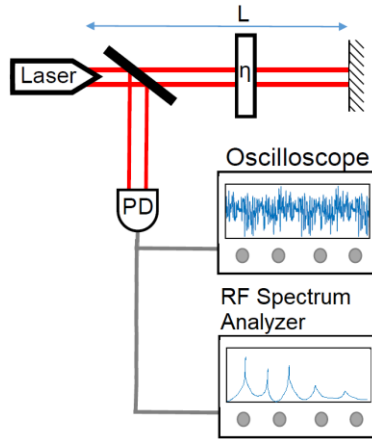 L
Laser
η
PD
Oscilloscope
RF Spectrum
Analyzer